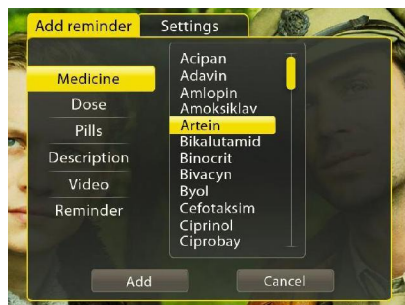 Add reminder
Settings
Medicine
Dose
Pills
Description
Video
Reminder
Acipan
Adavin
Amlopin
Amoksiklav
Artein
Bikalutamid
Binocrit
Bivacyn
Byol
Cefotaksim
Ciprinol
Ciprobay
Add
Cancel